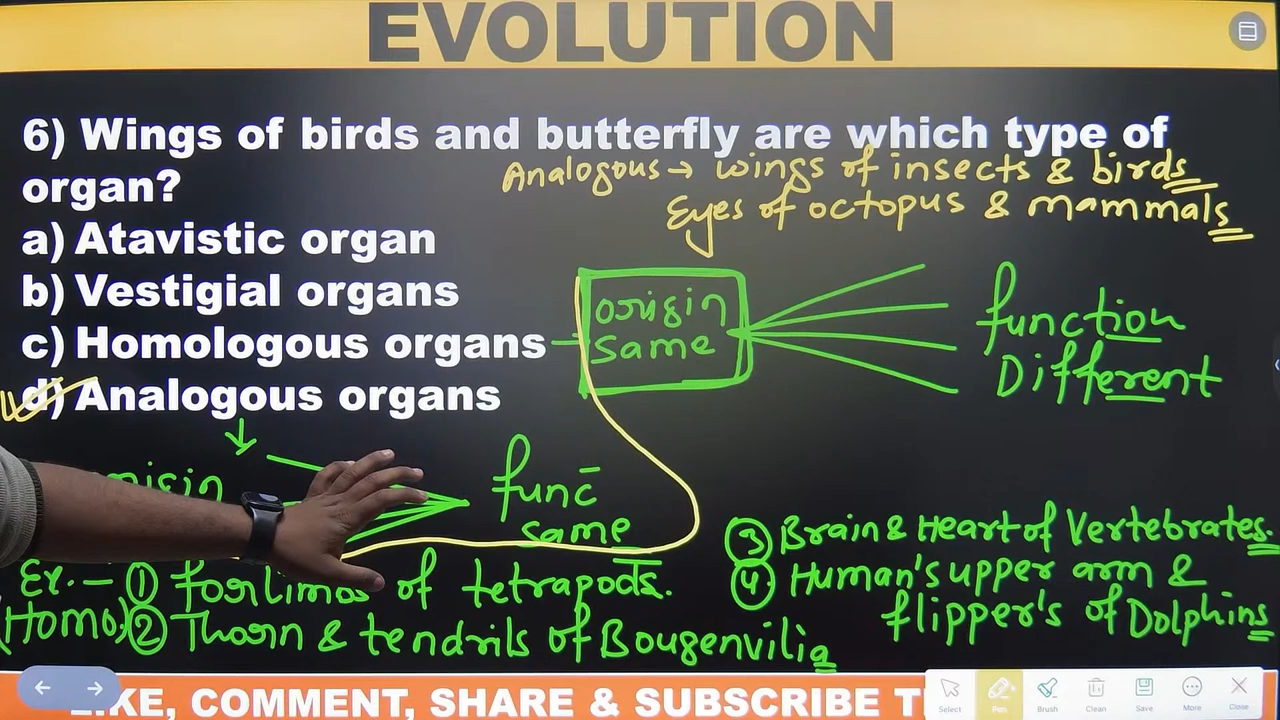 EVOLUTION
6) Wings of birds and butterfly are which type of
organ?
Analogous → wings of insects & birds
Eyes of octopus & mammals
a) Atavistic organ
b) Vestigial organs
c) Homologous organs
d) Analogous organs
origin
same
function
Different
func
same
Ex. – ① forlimbs of tetrapods.
(Homo.) ② Thorn & tendrils of Bougenvilia
③ Brain & Heart of Vertebrates.
④ Human's upper arm &
flipper's of Dolphins
LIKE, COMMENT, SHARE & SUBSCRIBE
Select
Pen
Brush
Clean
Save
More
Close